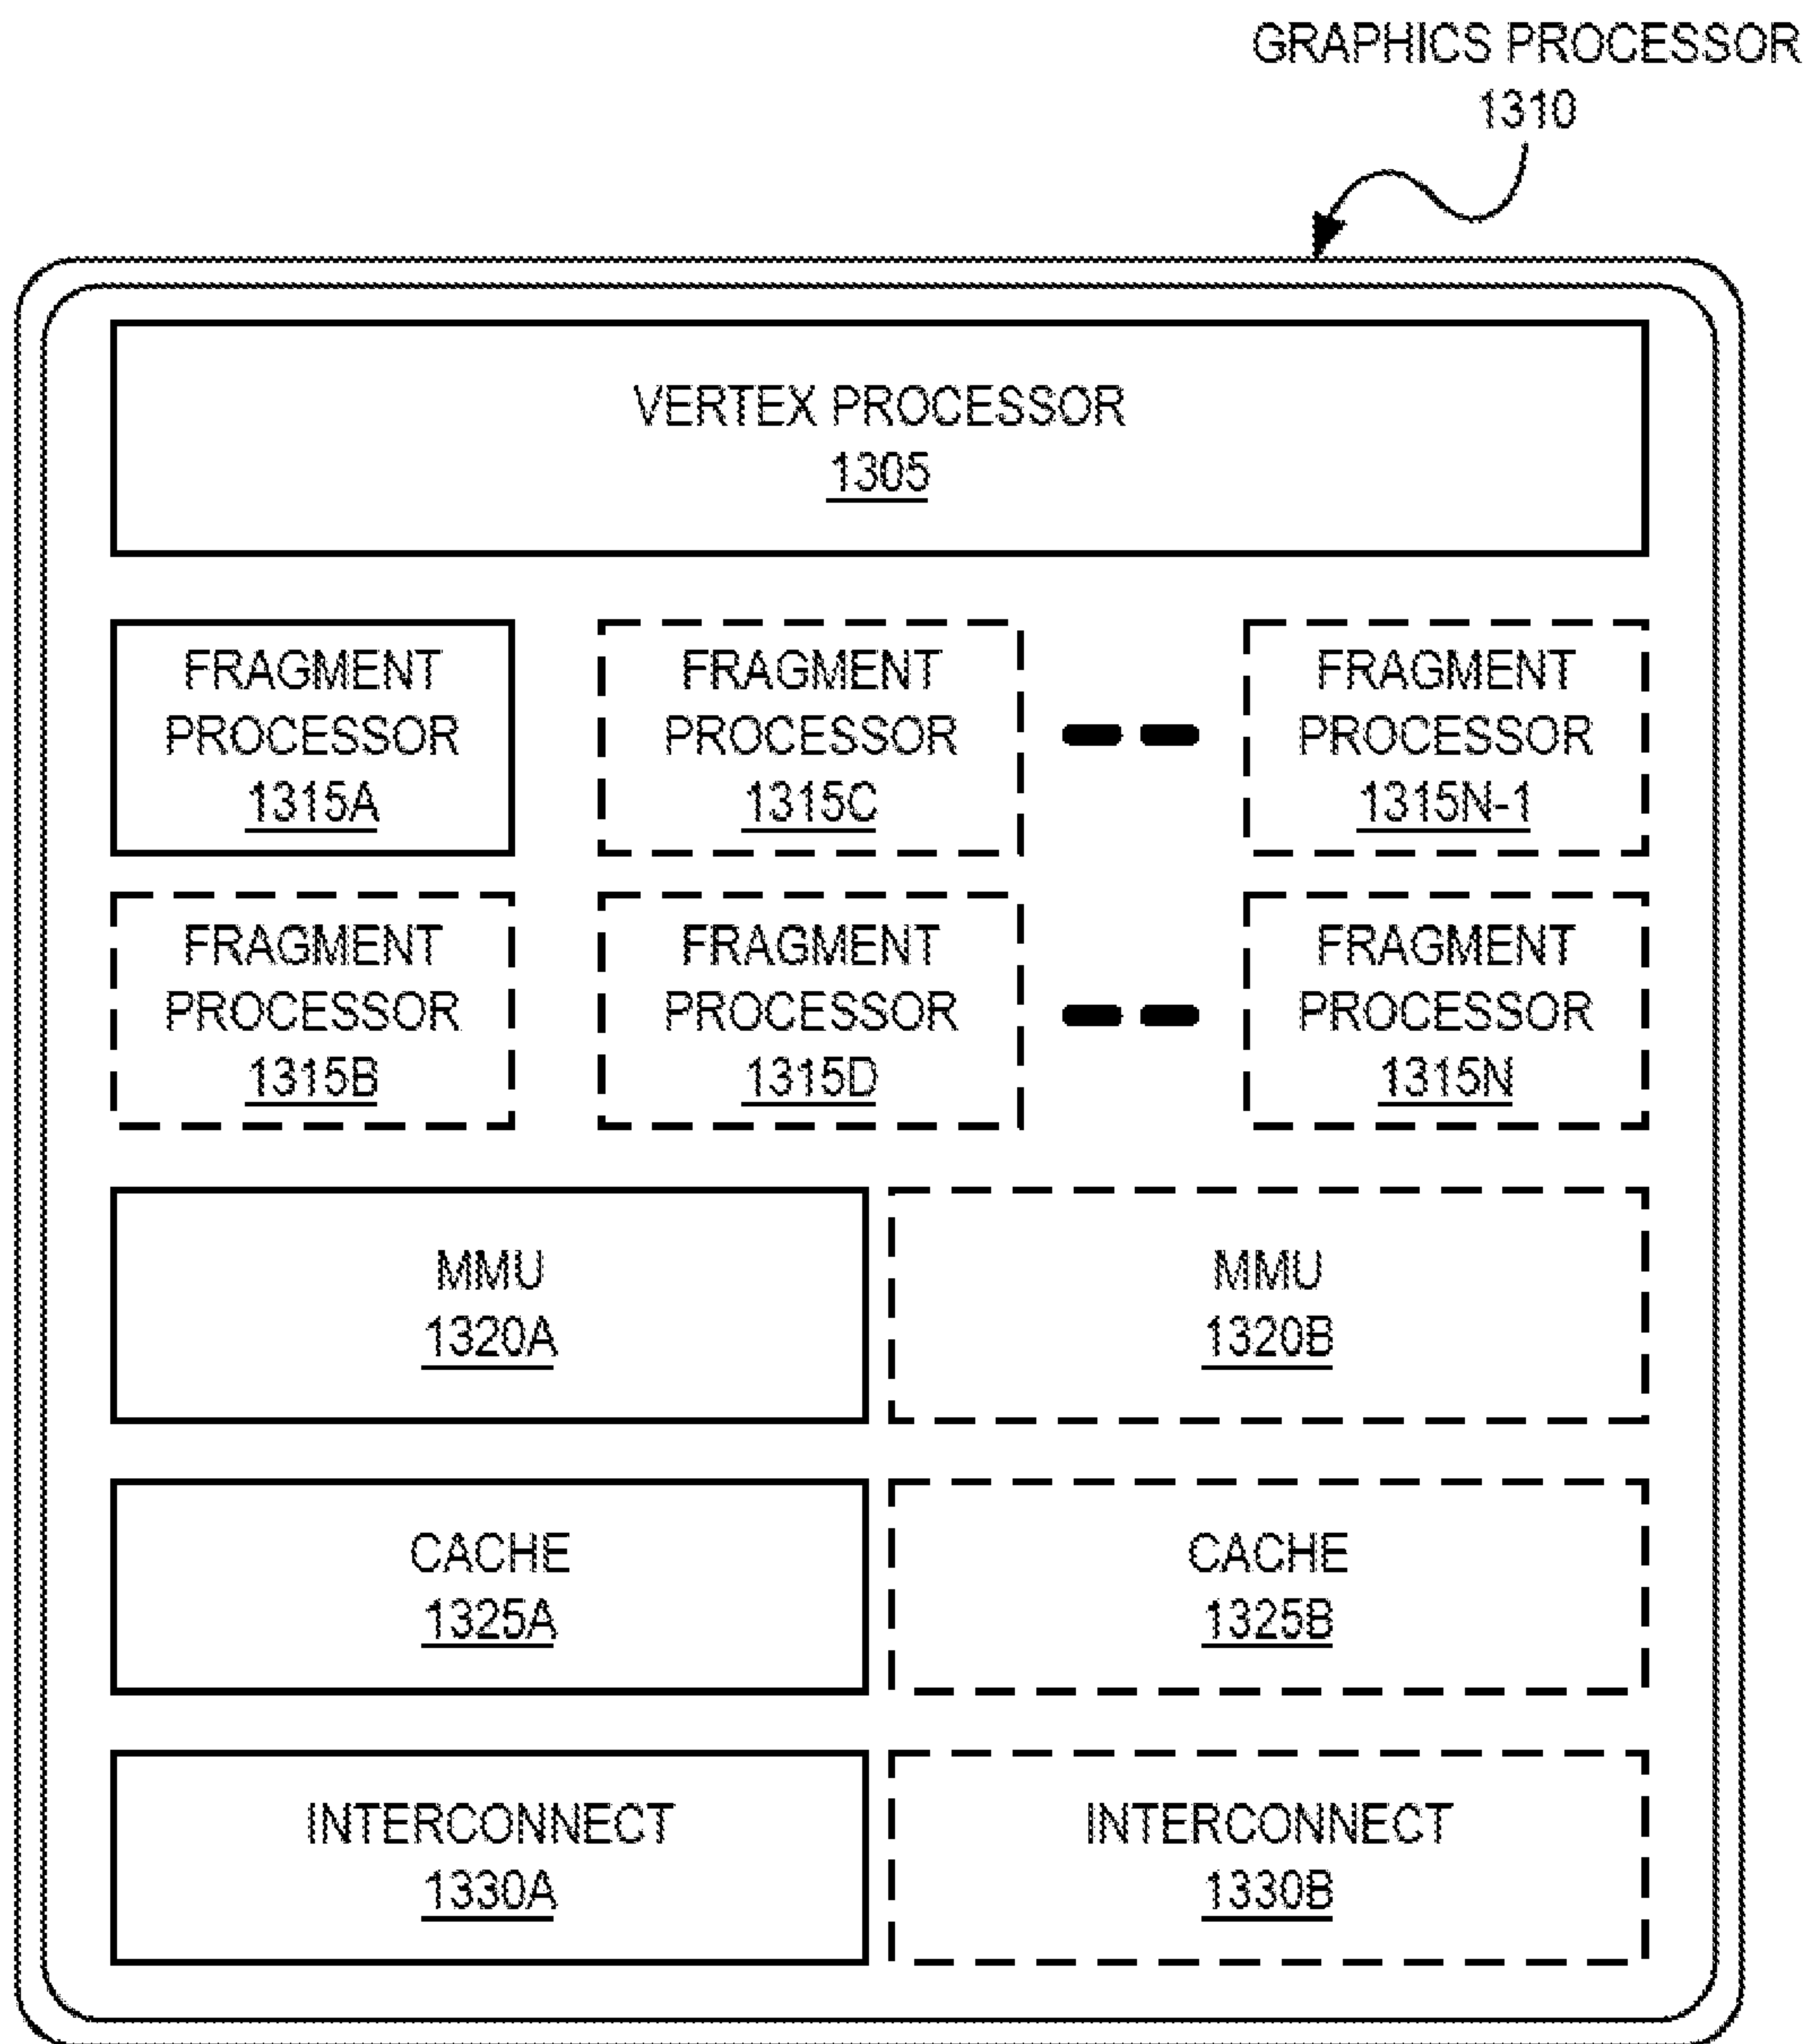 GRAPHICS PROCESSOR
1310
VERTEX PROCESSOR
1305
FRAGMENT
PROCESSOR
1315A
FRAGMENT
PROCESSOR
1315C
FRAGMENT
PROCESSOR
1315N-1
FRAGMENT
PROCESSOR
1315B
FRAGMENT
PROCESSOR
1315D
FRAGMENT
PROCESSOR
1315N
MMU
1320A
MMU
1320B
CACHE
1325A
CACHE
1325B
INTERCONNECT
1330A
INTERCONNECT
1330B